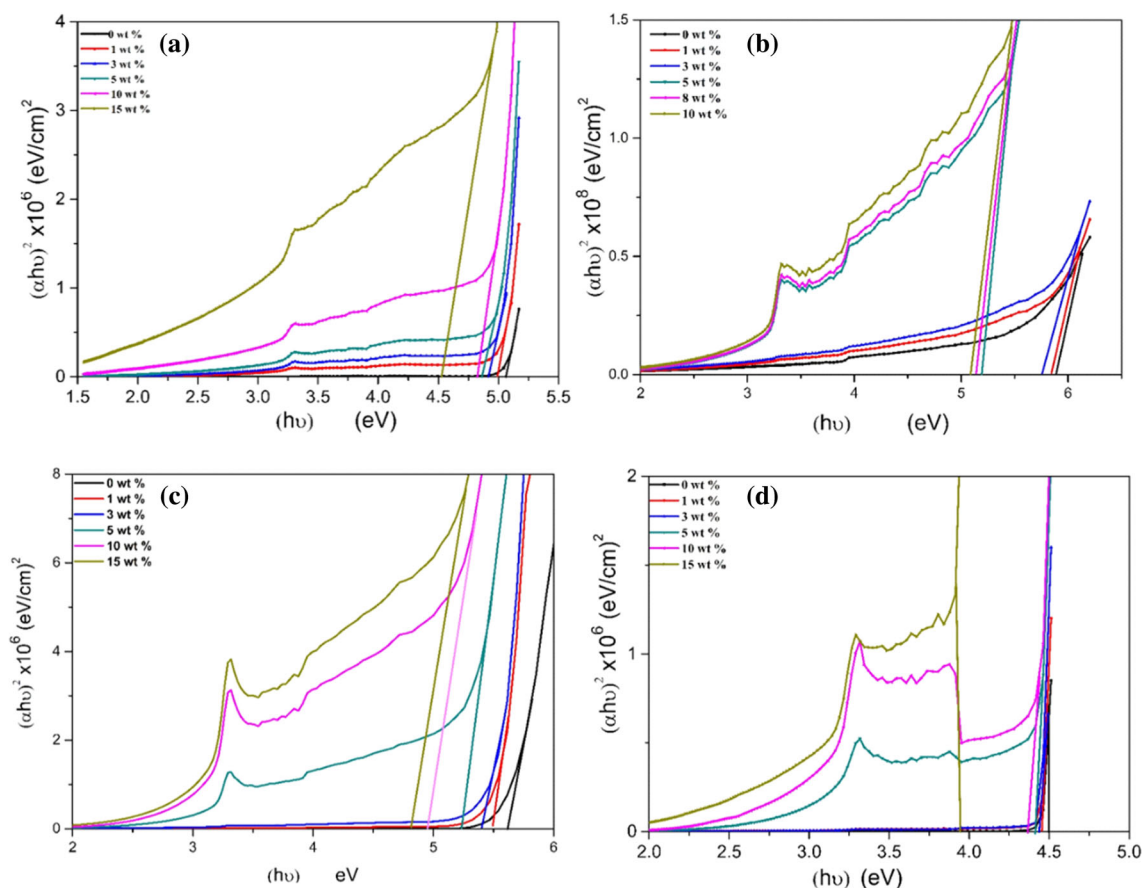 (a)
0 wt %
1 wt %
3 wt %
5 wt %
10 wt %
15 wt %
(αhυ)² x10⁶ (eV/cm)²
4
3
2
1
0
1.5 2.0 2.5 3.0 3.5 4.0 4.5 5.0 5.5
(hυ) (eV)
(b)
0 wt %
1 wt %
3 wt %
5 wt %
8 wt %
10 wt %
(αhυ)² x10⁸ (eV/cm)²
1.5
1.0
0.5
0.0
2 3 4 5 6
(hυ) (eV)
(c)
0 wt %
1 wt %
3 wt %
5 wt %
10 wt %
15 wt %
(αhυ)² x10⁶ (eV/cm)²
8
6
4
2
0
2 3 4 5 6
(hυ) eV
(d)
0 wt %
1 wt %
3 wt %
5 wt %
10 wt %
15 wt %
(αhυ)² x10⁶ (eV/cm)²
2
1
0
2.0 2.5 3.0 3.5 4.0 4.5 5.0
(hυ) (eV)